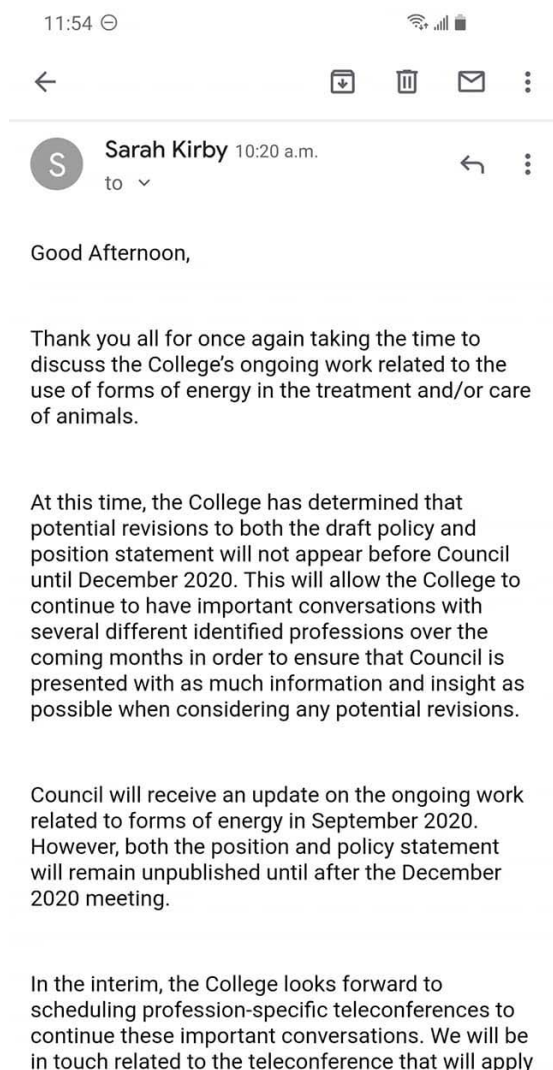 11:54
S
Sarah Kirby 10:20 a.m.
to
Good Afternoon,
Thank you all for once again taking the time to
discuss the College's ongoing work related to the
use of forms of energy in the treatment and/or care
of animals.
At this time, the College has determined that
potential revisions to both the draft policy and
position statement will not appear before Council
until December 2020. This will allow the College to
continue to have important conversations with
several different identified professions over the
coming months in order to ensure that Council is
presented with as much information and insight as
possible when considering any potential revisions.
Council will receive an update on the ongoing work
related to forms of energy in September 2020.
However, both the position and policy statement
will remain unpublished until after the December
2020 meeting.
In the interim, the College looks forward to
scheduling profession-specific teleconferences to
continue these important conversations. We will be
in touch related to the teleconference that will apply